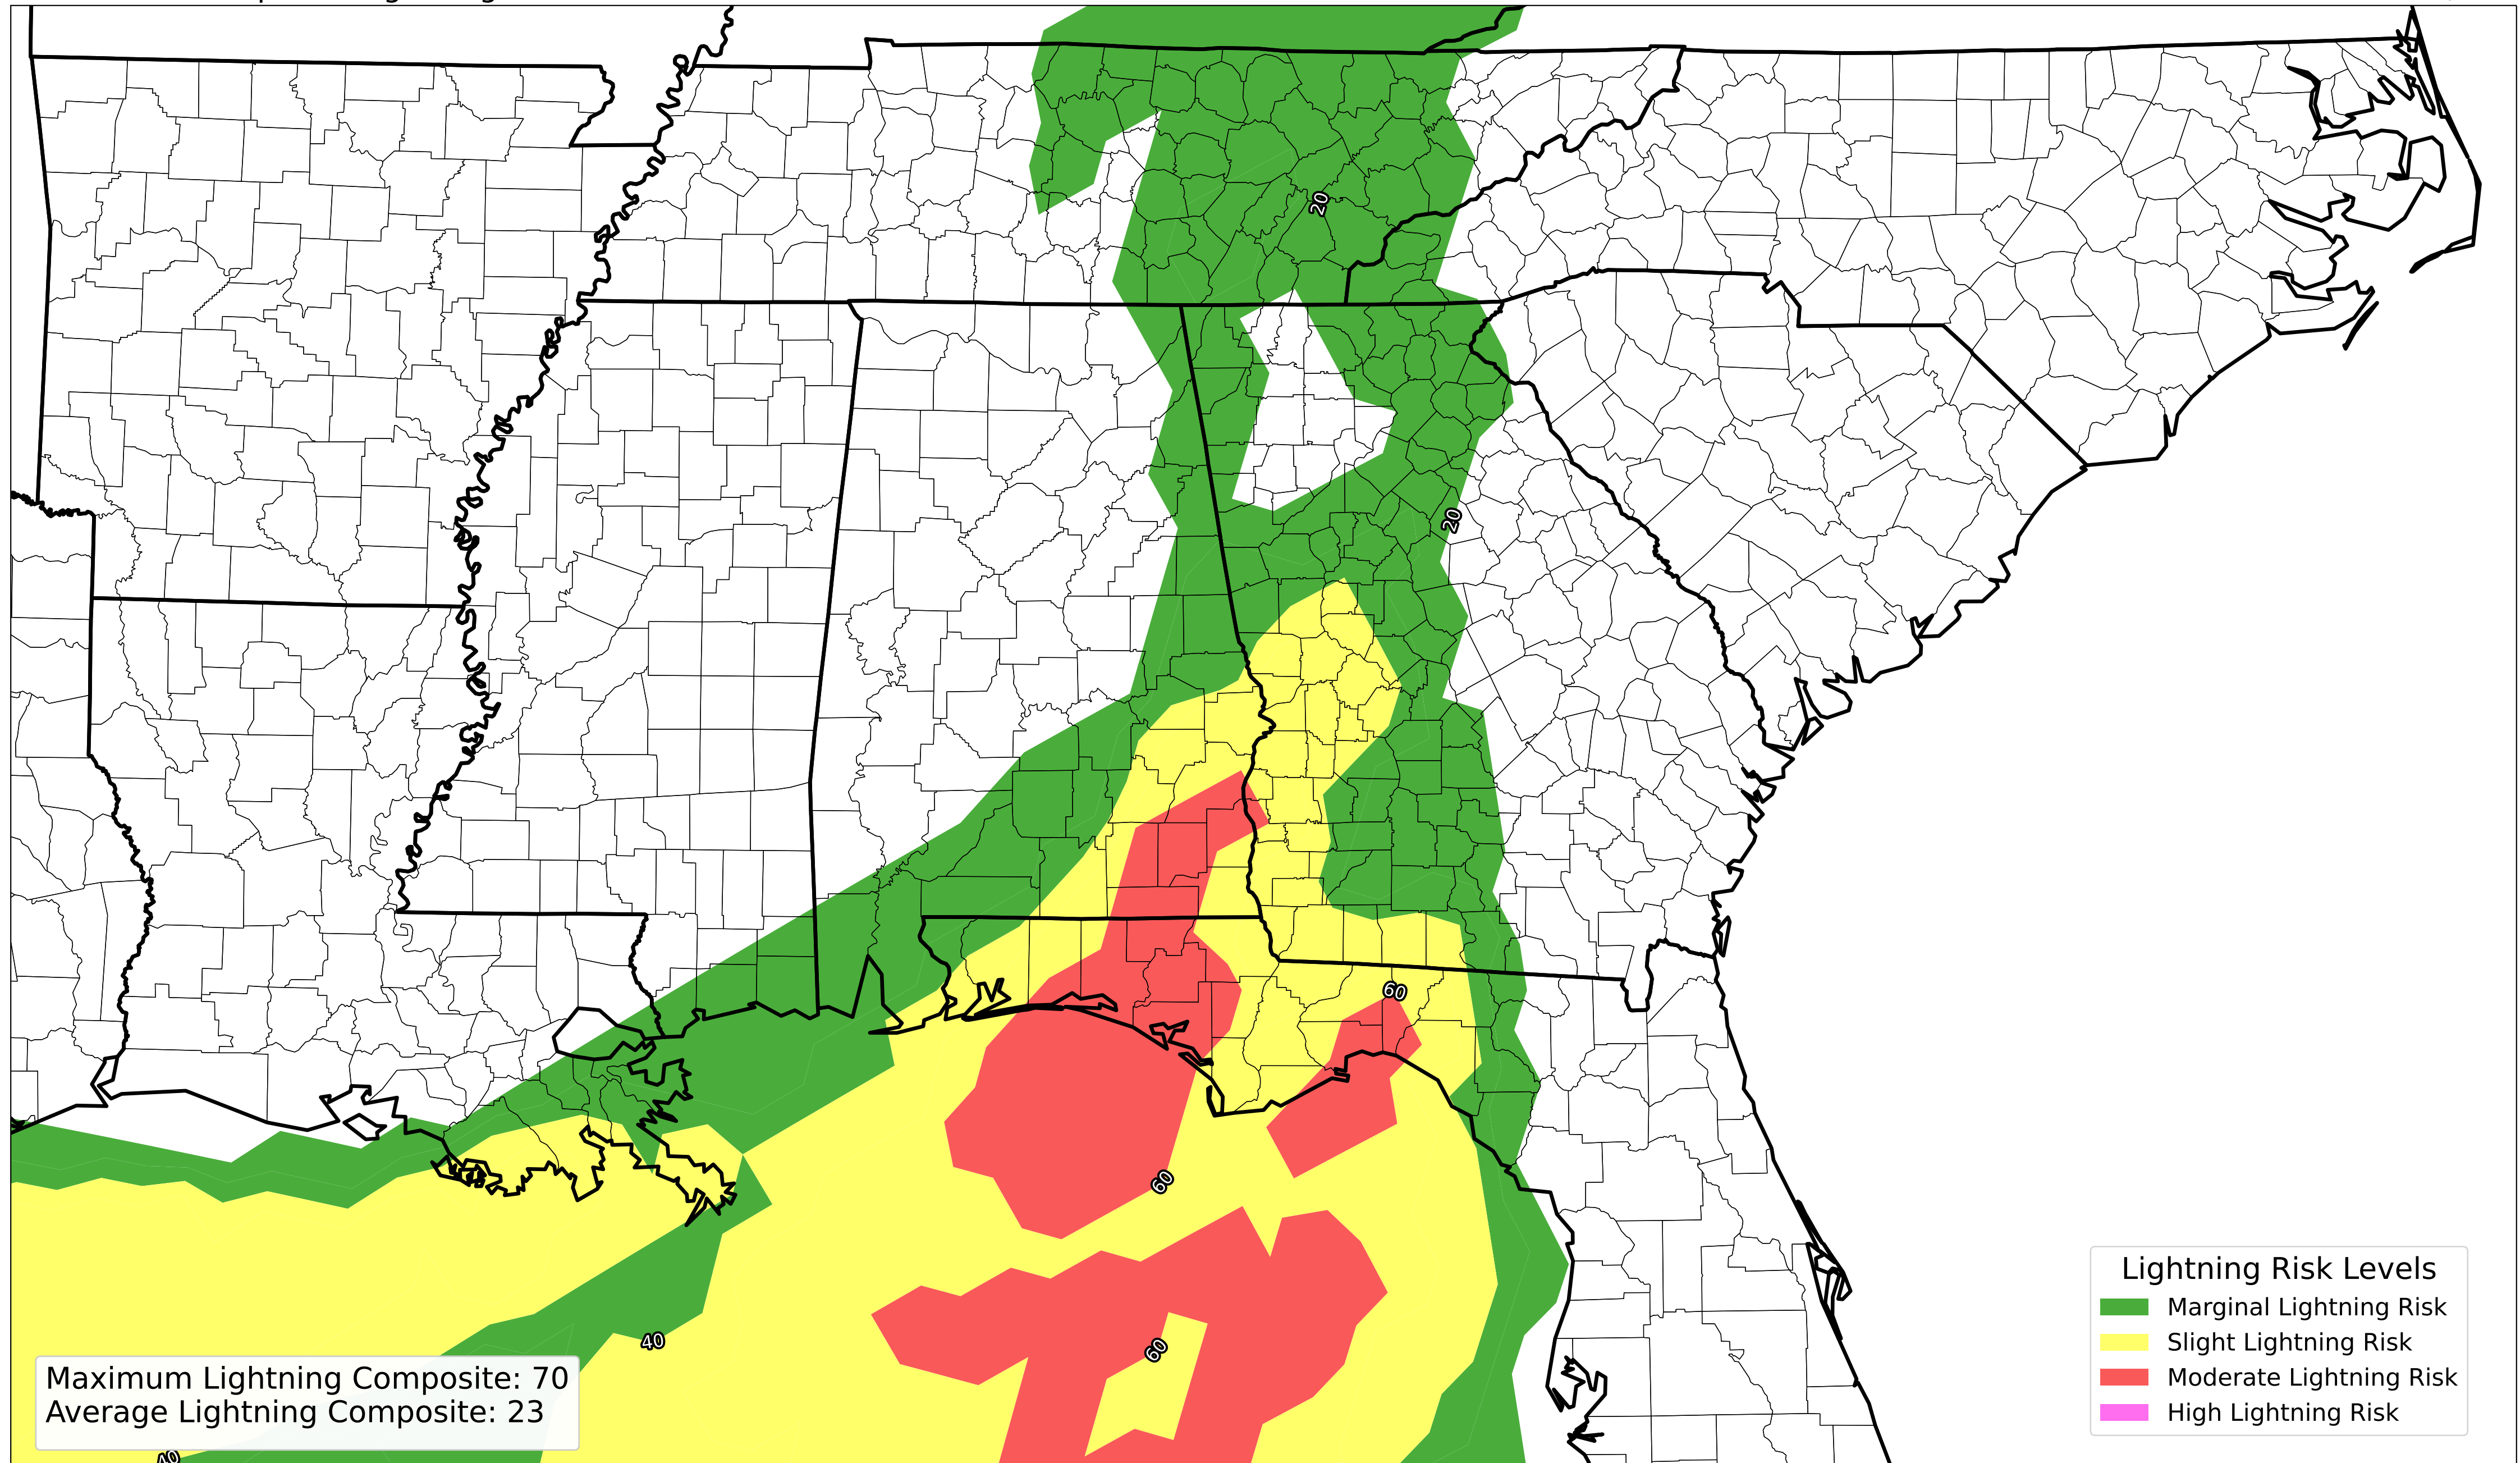 20
20
60
60
60
40
40
Maximum Lightning Composite: 70
Average Lightning Composite: 23
Lightning Risk Levels
Marginal Lightning Risk
Slight Lightning Risk
Moderate Lightning Risk
High Lightning Risk